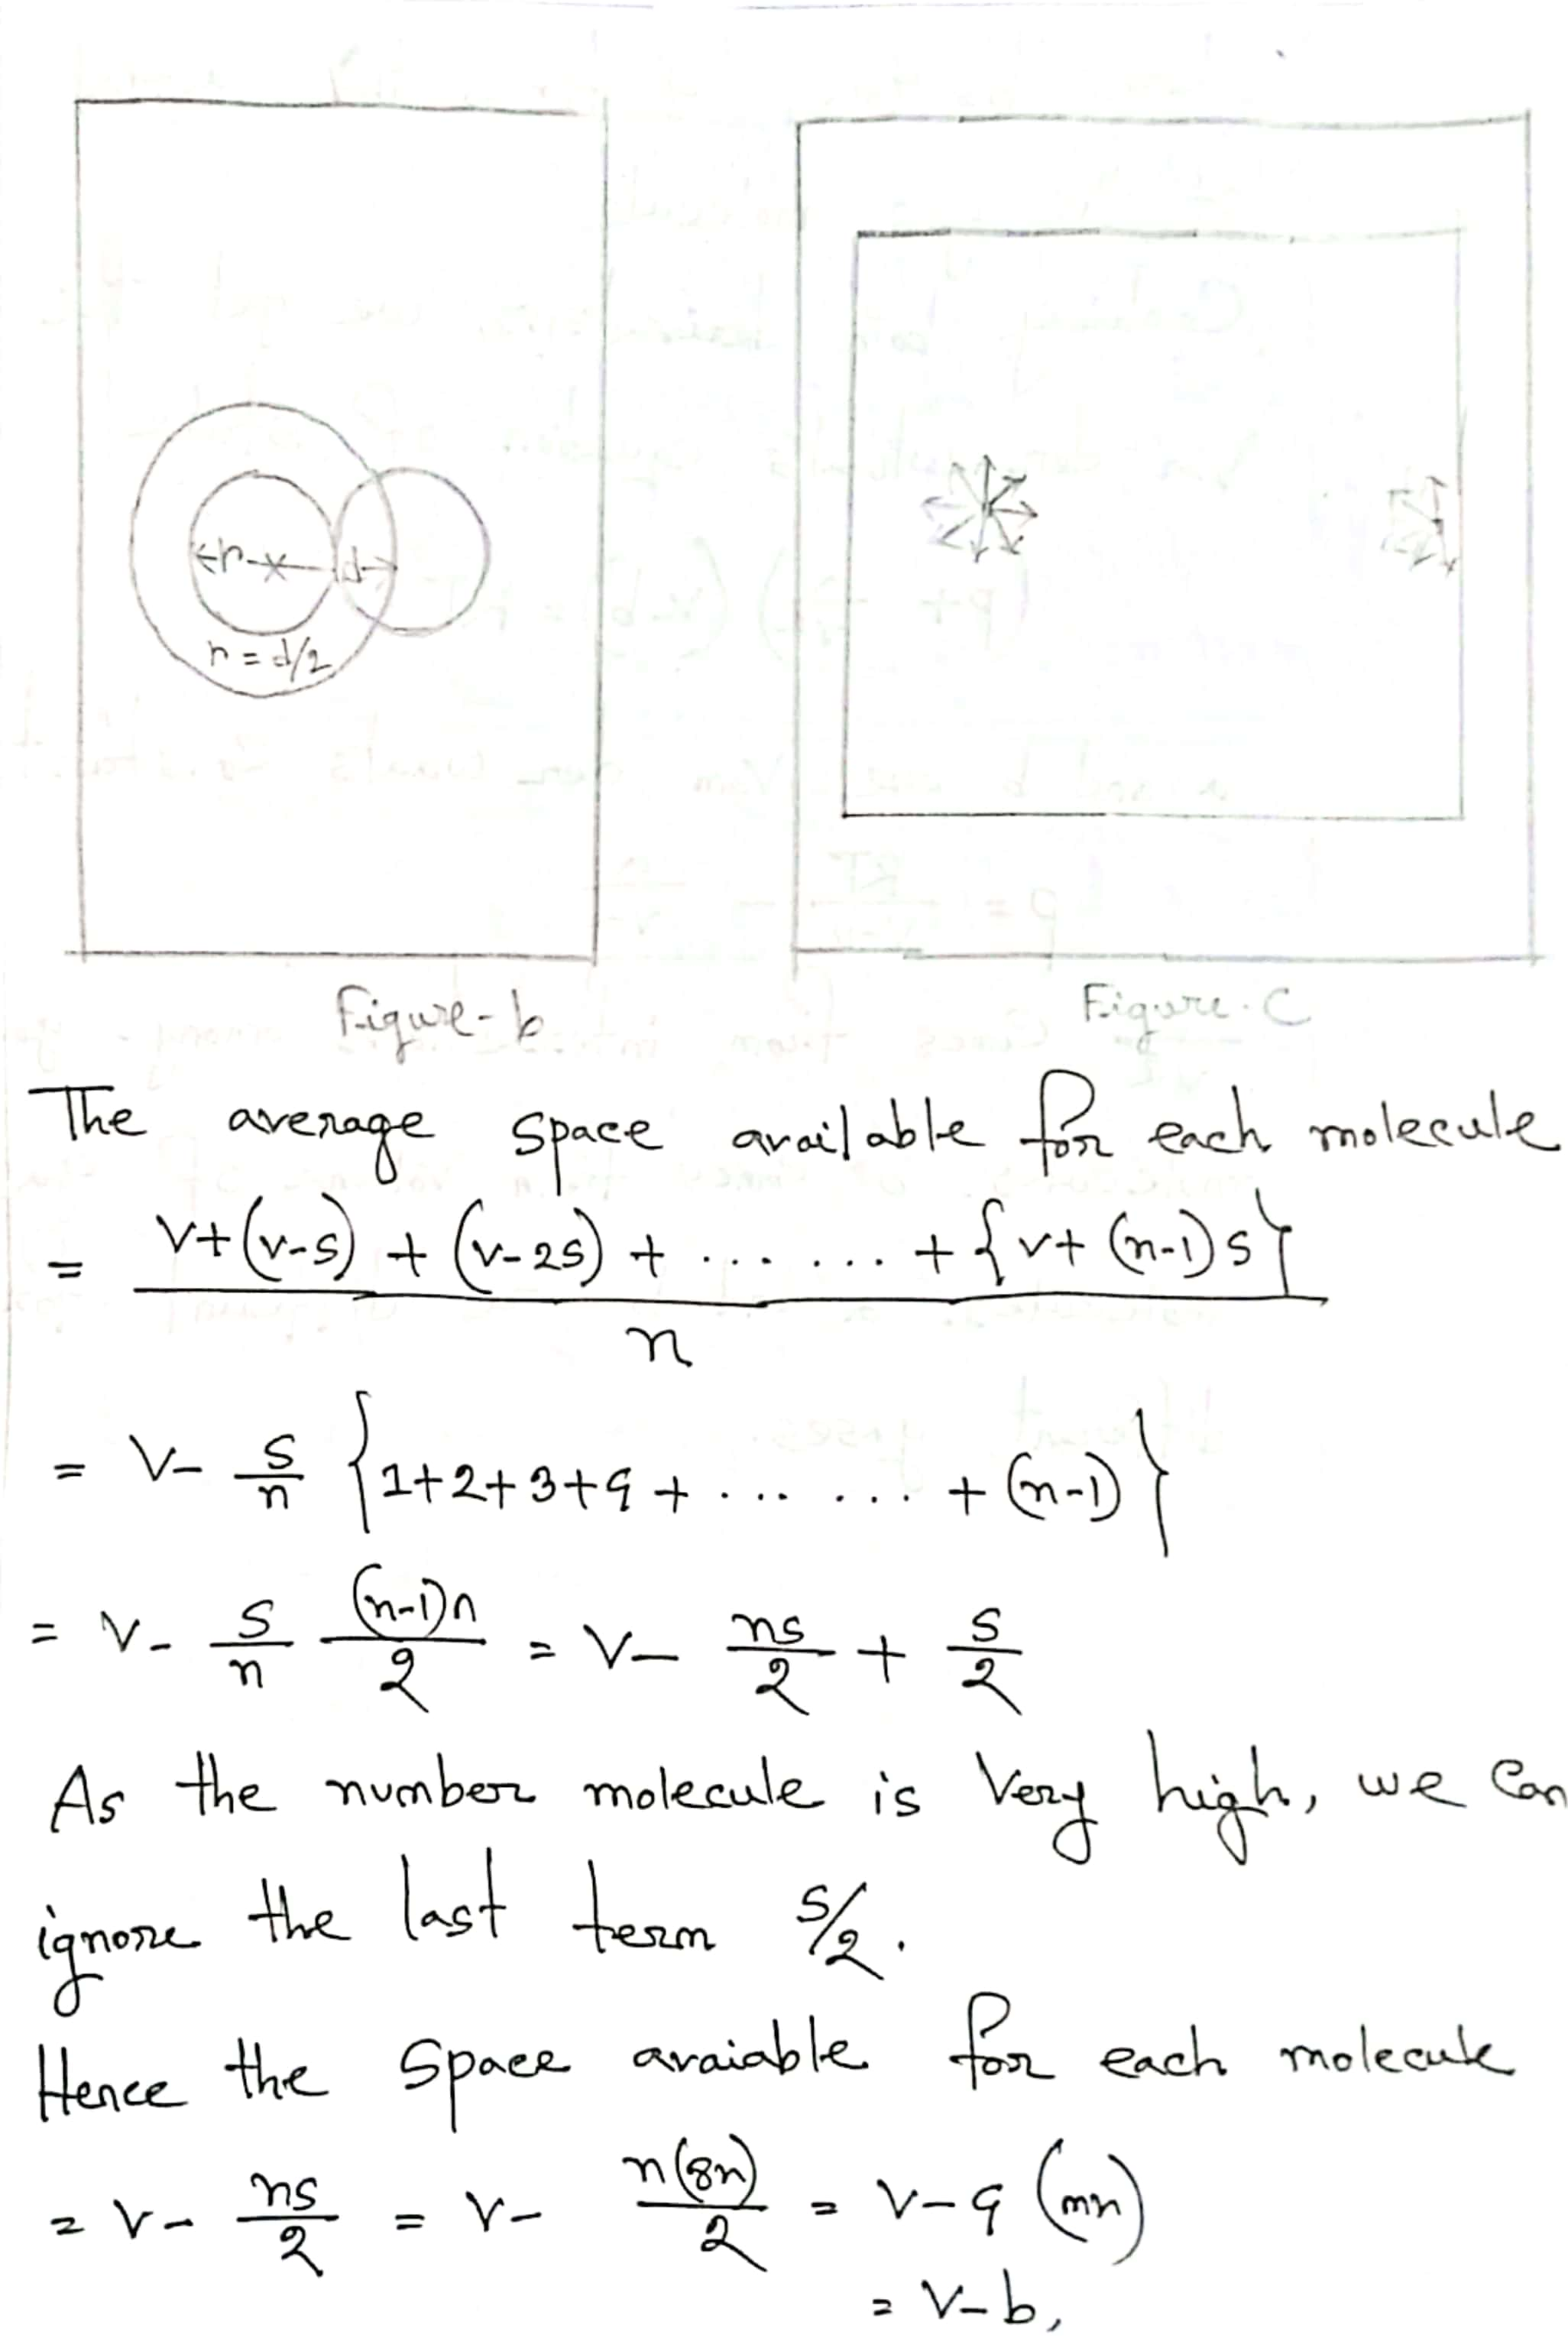 r d
r = d/2
Figure-b
Figure-C
The average space available for each molecule
= V+(V-S) + (V-2S) + ........ + {V+ (n-1)S} / n
= V- S/n {1+2+3+4+ ........ + (n-1)}
= V- S/n (n-1)n/2 = V- nS/2 + S/2
As the number molecule is very high, we can
ignore the last term S/2.
Hence the space avaiable for each molecule
= V- nS/2 = V- n(8n)/2 = V-4 (mn)
= V-b,